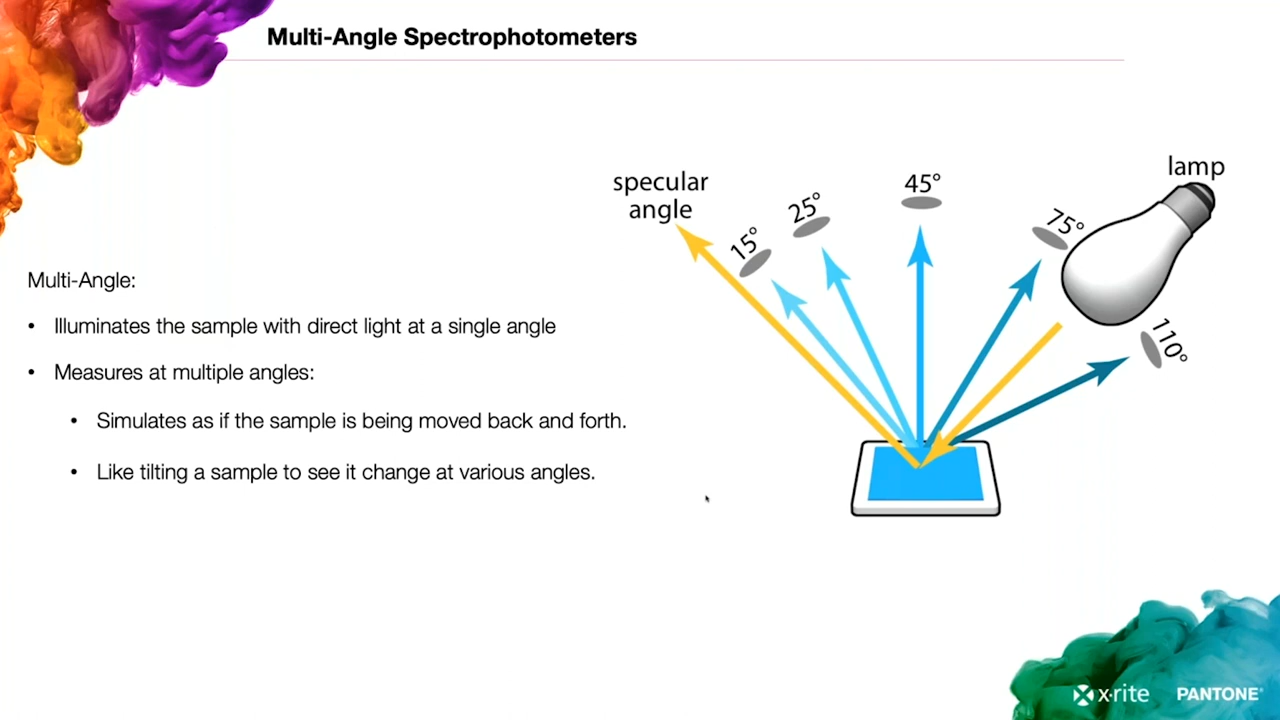 Multi-Angle Spectrophotometers
specular
angle
15°
25°
45°
75°
lamp
110°
Multi-Angle:
• Illuminates the sample with direct light at a single angle
• Measures at multiple angles:
• Simulates as if the sample is being moved back and forth.
• Like tilting a sample to see it change at various angles.
x·rite PANTONE®